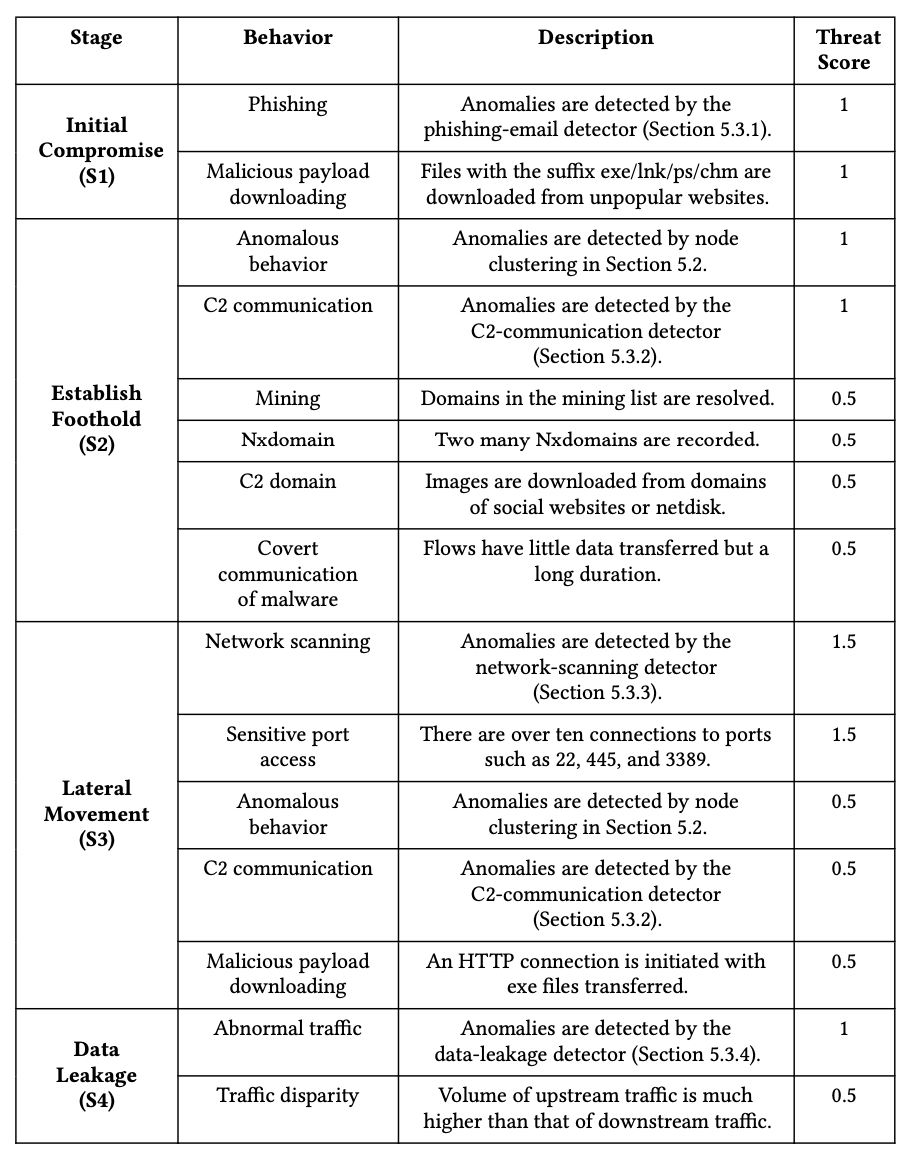 Stage Behavior Description Threat
Score
Initial
Compromise
(S1)
Phishing Anomalies are detected by the 1
phishing-email detector (Section 5.3.1).
Malicious payload Files with the suffix exe/lnk/ps/chm are 1
downloading downloaded from unpopular websites.
Establish
Foothold
(S2)
Anomalous Anomalies are detected by node 1
behavior clustering in Section 5.2.
C2 communication Anomalies are detected by the 1
C2-communication detector
(Section 5.3.2).
Mining Domains in the mining list are resolved. 0.5
Nxdomain Two many Nxdomains are recorded. 0.5
C2 domain Images are downloaded from domains 0.5
of social websites or netdisk.
Covert Flows have little data transferred but a 0.5
communication long duration.
of malware
Lateral
Movement
(S3)
Network scanning Anomalies are detected by the 1.5
network-scanning detector
(Section 5.3.3).
Sensitive port There are over ten connections to ports 1.5
access such as 22, 445, and 3389.
Anomalous Anomalies are detected by node 0.5
behavior clustering in Section 5.2.
C2 communication Anomalies are detected by the 0.5
C2-communication detector
(Section 5.3.2).
Malicious payload An HTTP connection is initiated with 0.5
downloading exe files transferred.
Data
Leakage
(S4)
Abnormal traffic Anomalies are detected by the 1
data-leakage detector (Section 5.3.4).
Traffic disparity Volume of upstream traffic is much 0.5
higher than that of downstream traffic.